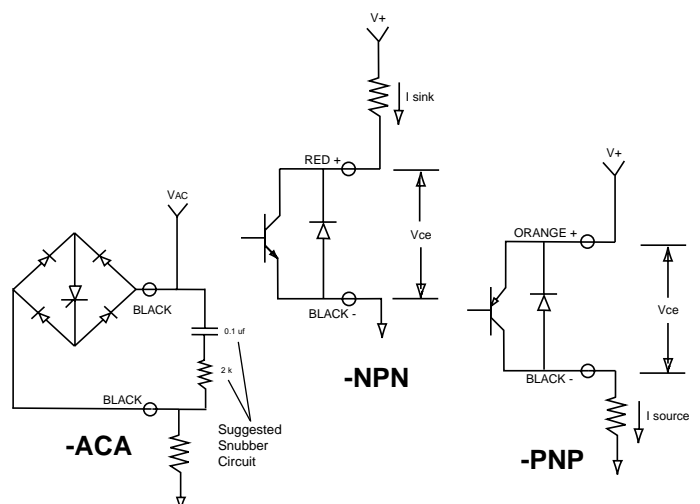 VAC
BLACK
0.1 uf
2 k
BLACK
Suggested
Snubber
Circuit
-ACA
V+
I sink
RED +
Vce
BLACK -
-NPN
V+
ORANGE +
Vce
BLACK -
I source
-PNP